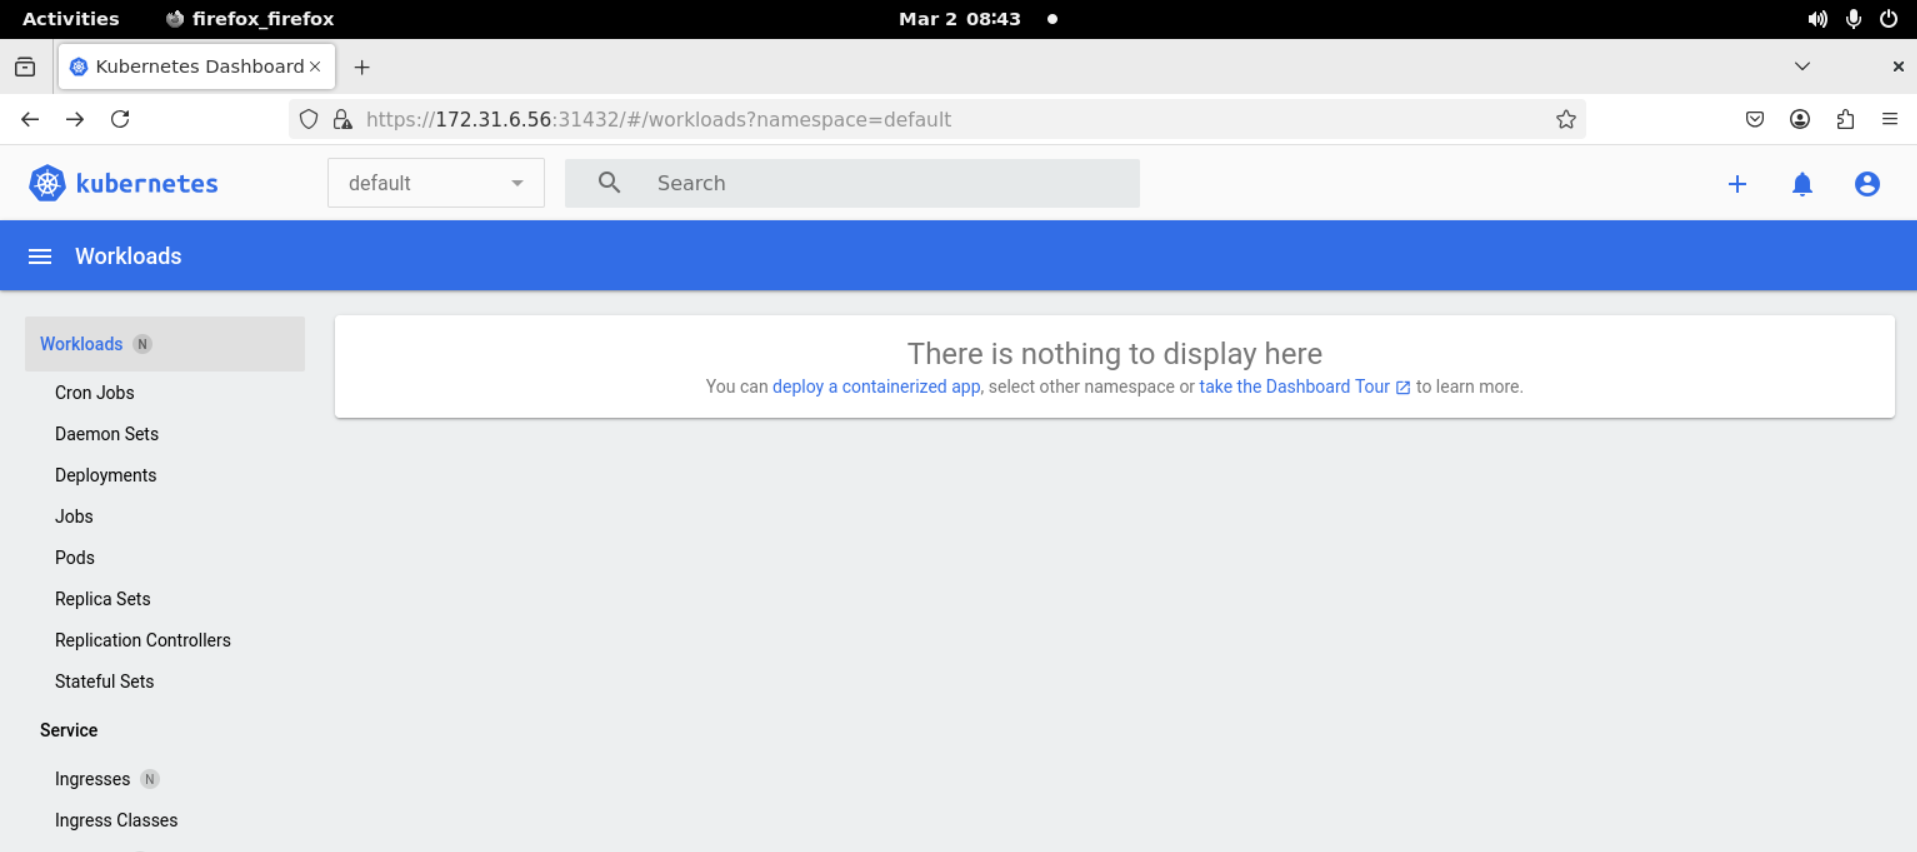 Activities firefox_firefox Mar 2 08:43
Kubernetes Dashboard
https://172.31.6.56:31432/#/workloads?namespace=default
kubernetes default Search
Workloads
Workloads N
Cron Jobs
Daemon Sets
Deployments
Jobs
Pods
Replica Sets
Replication Controllers
Stateful Sets
Service
Ingresses N
Ingress Classes
There is nothing to display here
You can deploy a containerized app, select other namespace or take the Dashboard Tour to learn more.